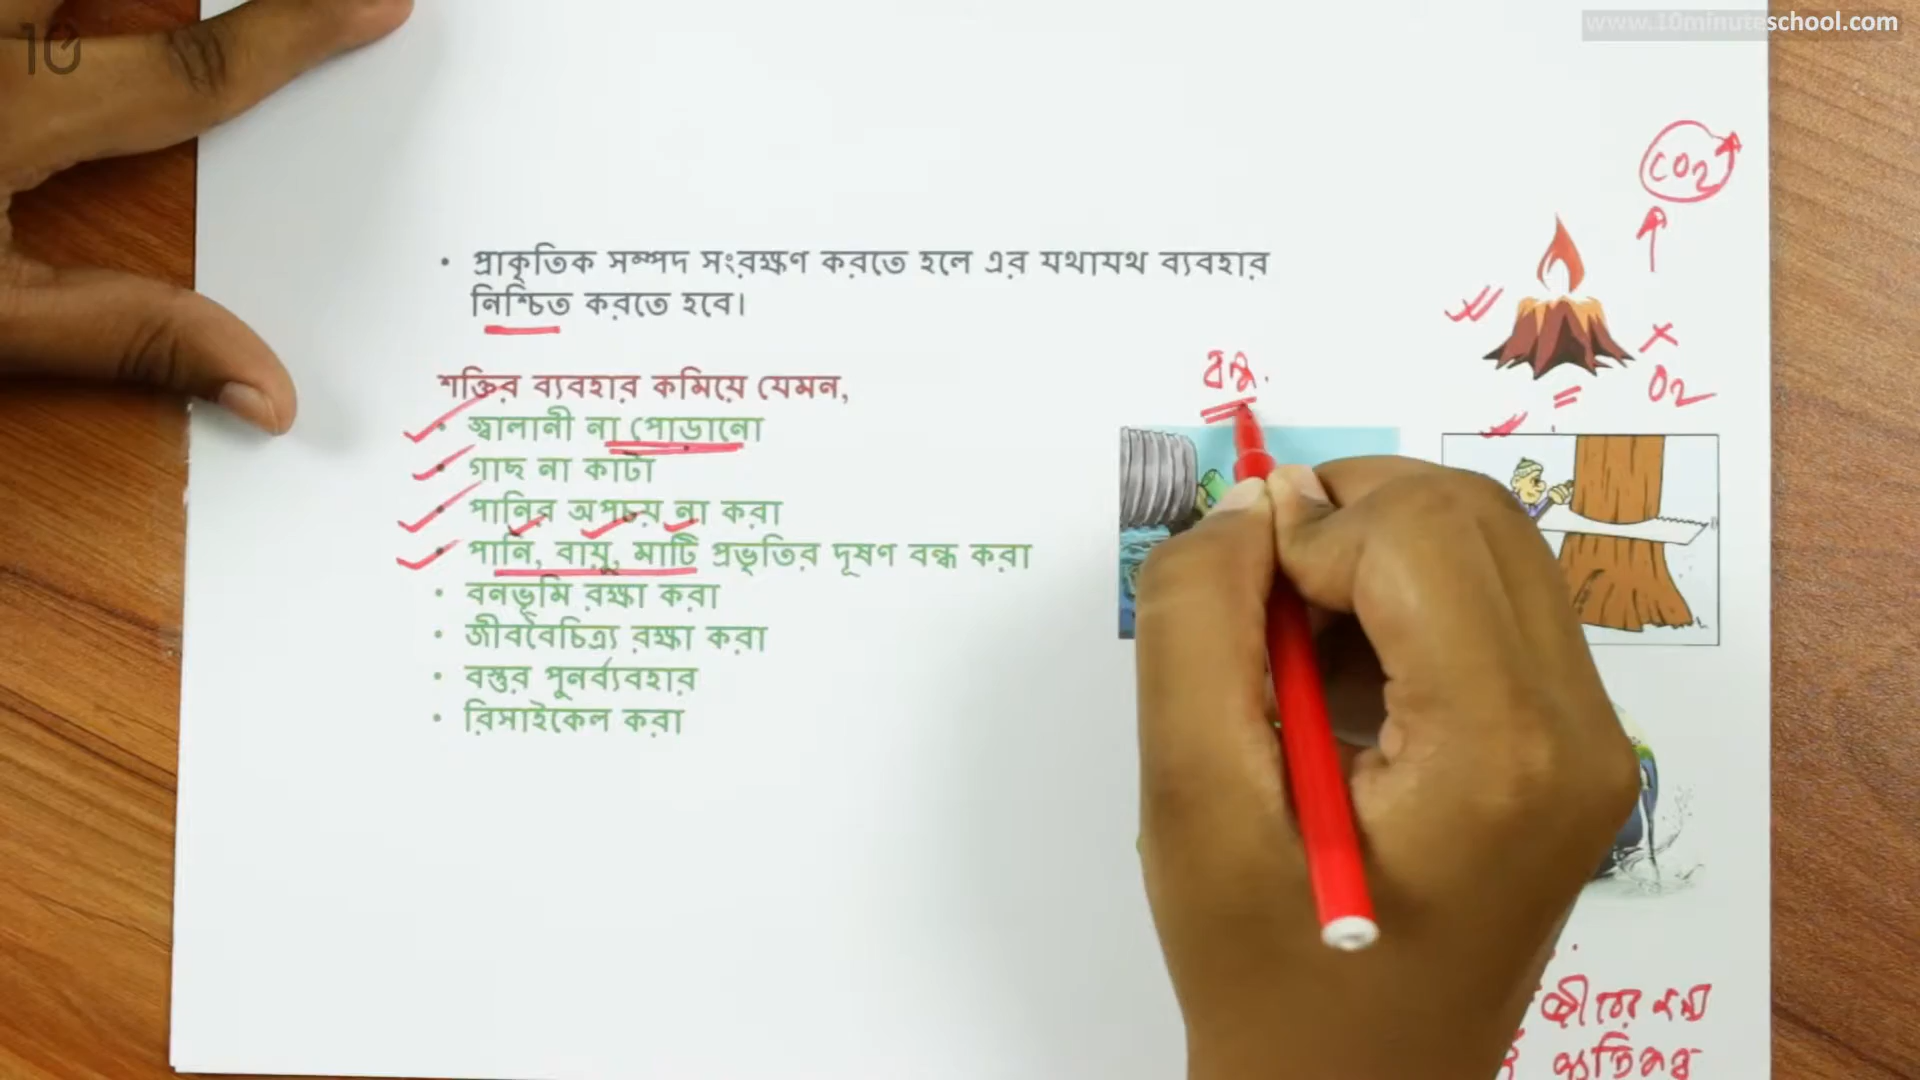 10
www.10minuteschool.com
CO2
• প্রাকৃতিক সম্পদ সংরক্ষণ করতে হলে এর যথাযথ ব্যবহার
নিশ্চিত করতে হবে।
বন্ধ
O2
শক্তির ব্যবহার কমিয়ে যেমন,
• জ্বালানী না পোড়ানো
• গাছ না কাটা
• পানির অপচয় না করা
• পানি, বায়ু, মাটি প্রভৃতির দূষণ বন্ধ করা
• বনভূমি রক্ষা করা
• জীববৈচিত্র্য রক্ষা করা
• বস্তুর পুনর্ব্যবহার
• রিসাইকেল করা